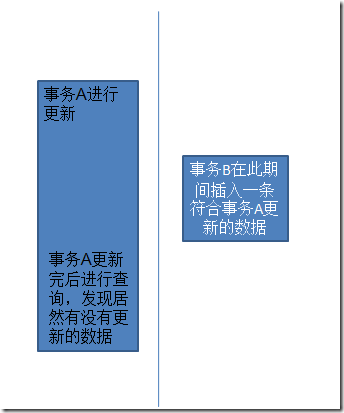 事务A进行
更新
事务B在此期
间插入一条
符合事务A更
新的数据
事务A更新
完后进行查
询，发现居
然有没有更
新的数据